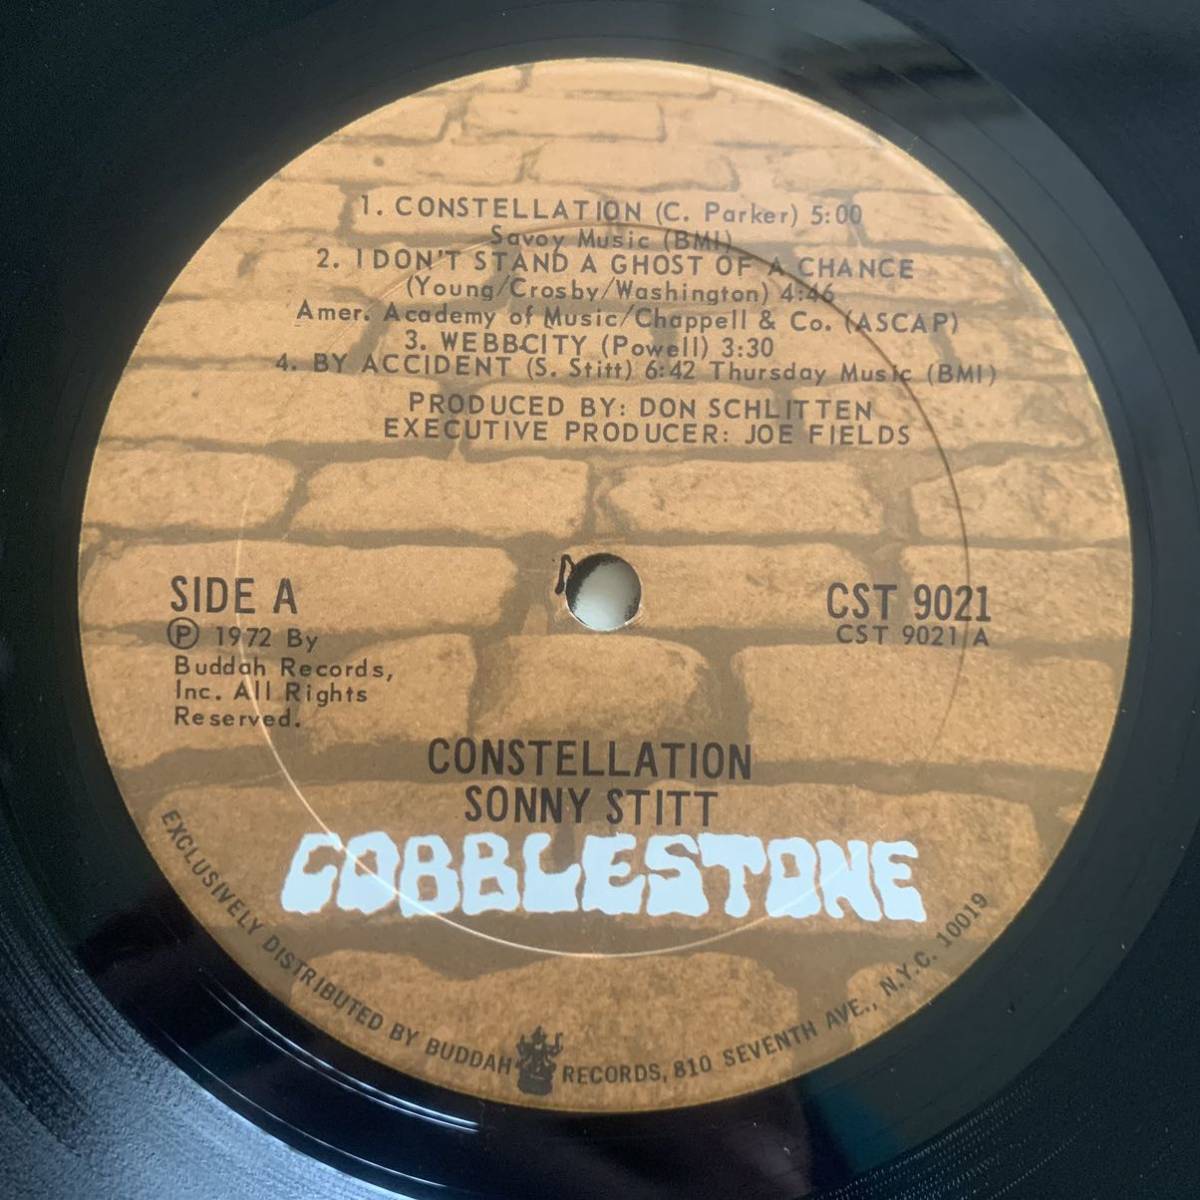 1. CONSTELLATION (C. Parker) 5:00
Savoy Music (BMI)
2. I DON'T STAND A GHOST OF A CHANCE
(Young/Crosby/Washington) 4:46
Amer. Academy of Music/Chappell & Co. (ASCAP)
3. WEBBCITY (Powell) 3:30
4. BY ACCIDENT (S. Stitt) 6:42 Thursday Music (BMI)
PRODUCED BY: DON SCHLITTEN
EXECUTIVE PRODUCER: JOE FIELDS
SIDE A
℗ 1972 By
Buddah Records,
Inc. All Rights
Reserved.
CST 9021
CST 9021 A
CONSTELLATION
SONNY STITT
COBBLESTONE
EXCLUSIVELY DISTRIBUTED BY BUDDAH RECORDS, 810 SEVENTH AVE., N.Y.C. 10019